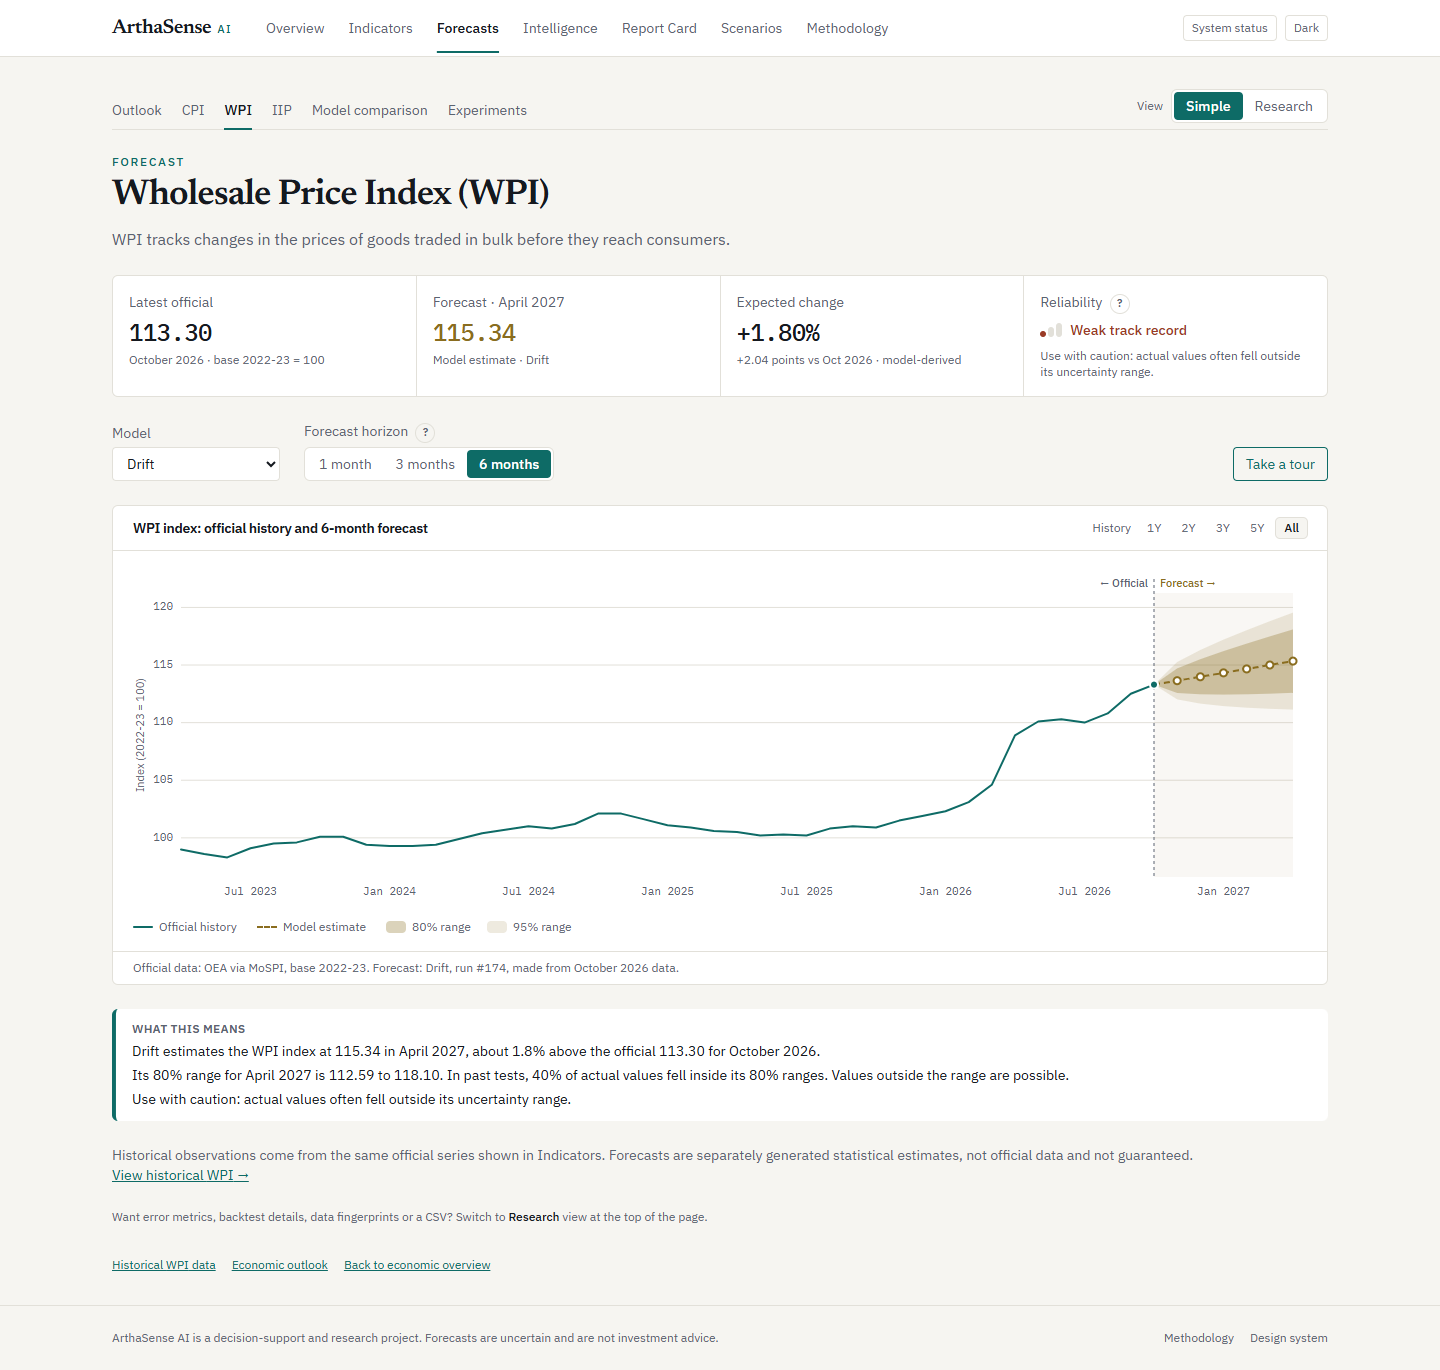 ArthaSense AI
Overview
Indicators
Forecasts
Intelligence
Report Card
Scenarios
Methodology
System status
Dark
Outlook
CPI
WPI
IIP
Model comparison
Experiments
View
Simple
Research
FORECAST
Wholesale Price Index (WPI)
WPI tracks changes in the prices of goods traded in bulk before they reach consumers.
Latest official
113.30
October 2026 · base 2022-23 = 100
Forecast · April 2027
115.34
Model estimate · Drift
Expected change
+1.80%
+2.04 points vs Oct 2026 · model-derived
Reliability ?
Weak track record
Use with caution: actual values often fell outside
its uncertainty range.
Model
Drift
Forecast horizon ?
1 month
3 months
6 months
Take a tour
WPI index: official history and 6-month forecast
History
1Y
2Y
3Y
5Y
All
← Official
Forecast →
120
115
110
105
100
Index (2022-23 = 100)
Jul 2023
Jan 2024
Jul 2024
Jan 2025
Jul 2025
Jan 2026
Jul 2026
Jan 2027
Official history
Model estimate
80% range
95% range
Official data: OEA via MoSPI, base 2022-23. Forecast: Drift, run #174, made from October 2026 data.
WHAT THIS MEANS
Drift estimates the WPI index at 115.34 in April 2027, about 1.8% above the official 113.30 for October 2026.
Its 80% range for April 2027 is 112.59 to 118.10. In past tests, 40% of actual values fell inside its 80% ranges. Values outside the range are possible.
Use with caution: actual values often fell outside its uncertainty range.
Historical observations come from the same official series shown in Indicators. Forecasts are separately generated statistical estimates, not official data and not guaranteed.
View historical WPI →
Want error metrics, backtest details, data fingerprints or a CSV? Switch to Research view at the top of the page.
Historical WPI data
Economic outlook
Back to economic overview
ArthaSense AI is a decision-support and research project. Forecasts are uncertain and are not investment advice.
Methodology
Design system